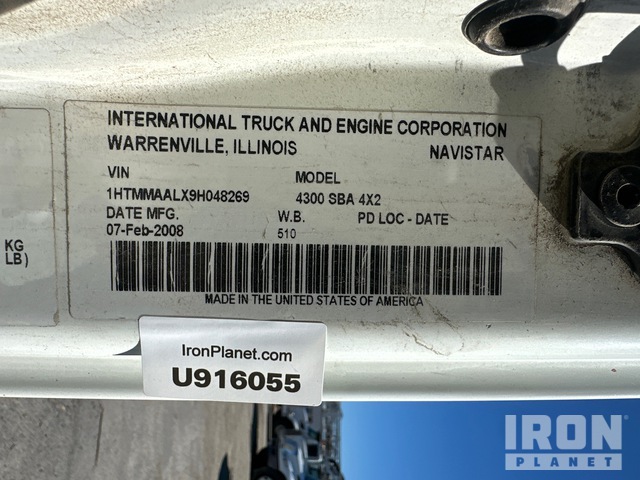 INTERNATIONAL TRUCK AND ENGINE CORPORATION
WARRENVILLE, ILLINOIS NAVISTAR
VIN MODEL
1HTMMAALX9H048269 4300 SBA 4X2
DATE MFG. W.B. PD LOC - DATE
07-Feb-2008 510
KG
LB)
MADE IN THE UNITED STATES OF AMERICA
IronPlanet.com
U916055
IRON
PLANET